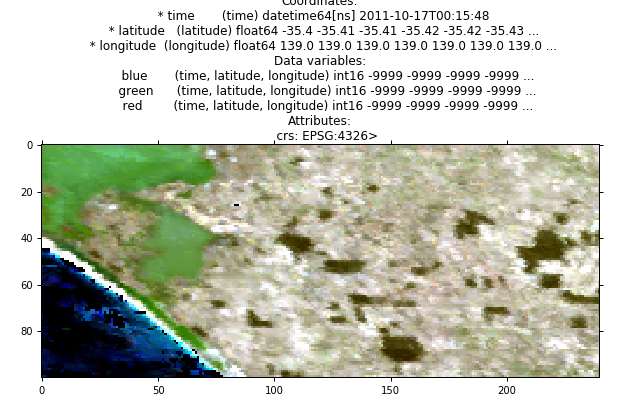 Coordinates:
* time (time) datetime64[ns] 2011-10-17T00:15:48
* latitude (latitude) float64 -35.4 -35.41 -35.41 -35.42 -35.42 -35.43 ...
* longitude (longitude) float64 139.0 139.0 139.0 139.0 139.0 139.0 139.0 ...
Data variables:
blue (time, latitude, longitude) int16 -9999 -9999 -9999 -9999 ...
green (time, latitude, longitude) int16 -9999 -9999 -9999 -9999 ...
red (time, latitude, longitude) int16 -9999 -9999 -9999 -9999 ...
Attributes:
crs: EPSG:4326>
0
20
40
60
80
0 50 100 150 200